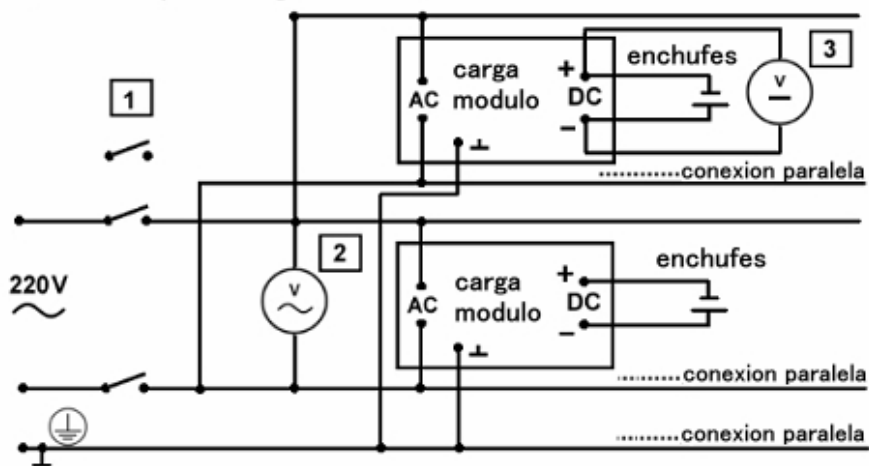 1
carga
modulo
AC
+
DC
-
enchufes
V
3
conexion paralela
220V
2
V
carga
modulo
AC
+
DC
-
enchufes
conexion paralela
conexion paralela